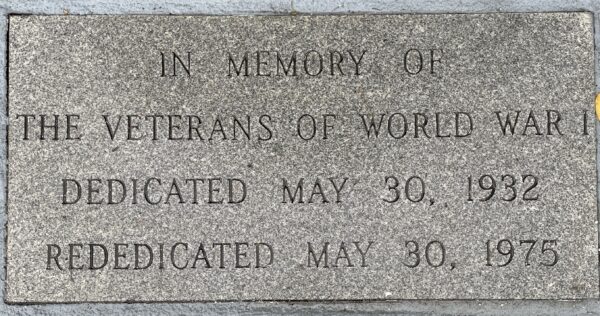 IN MEMORY OF
THE VETERANS OF WORLD WAR I
DEDICATED MAY 30, 1932
REDEDICATED MAY 30, 1975